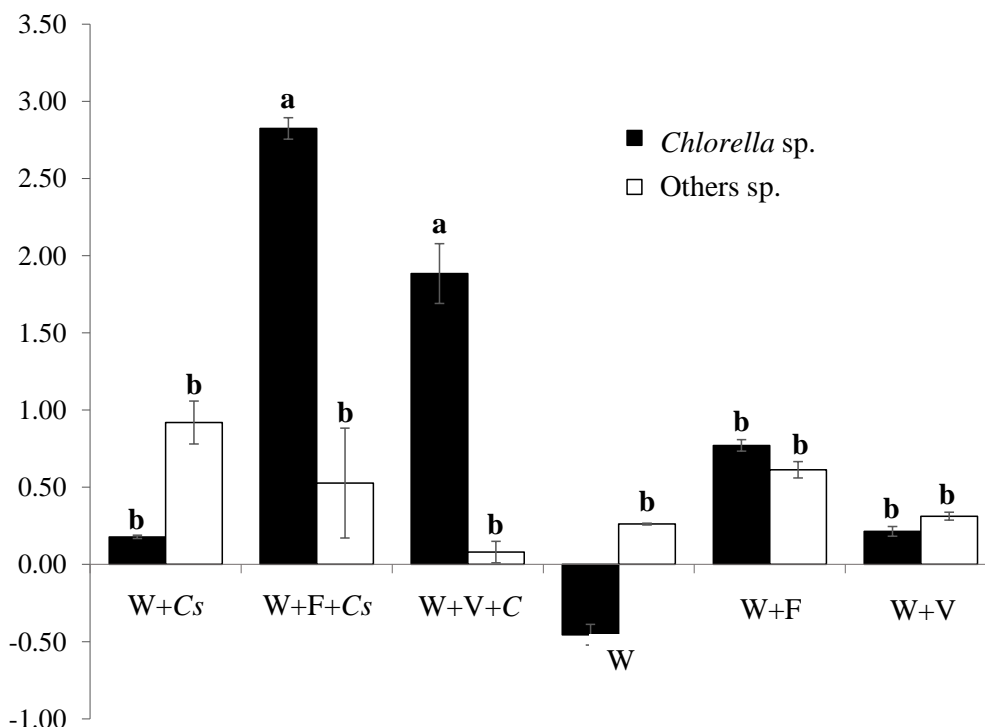 3.50
3.00
2.50
2.00
1.50
1.00
0.50
0.00
-0.50
-1.00
a
a
b
b
b
b
b
b
b
b
b
b
Chlorella sp.
Others sp.
W+Cs
W+F+Cs
W+V+C
W
W+F
W+V